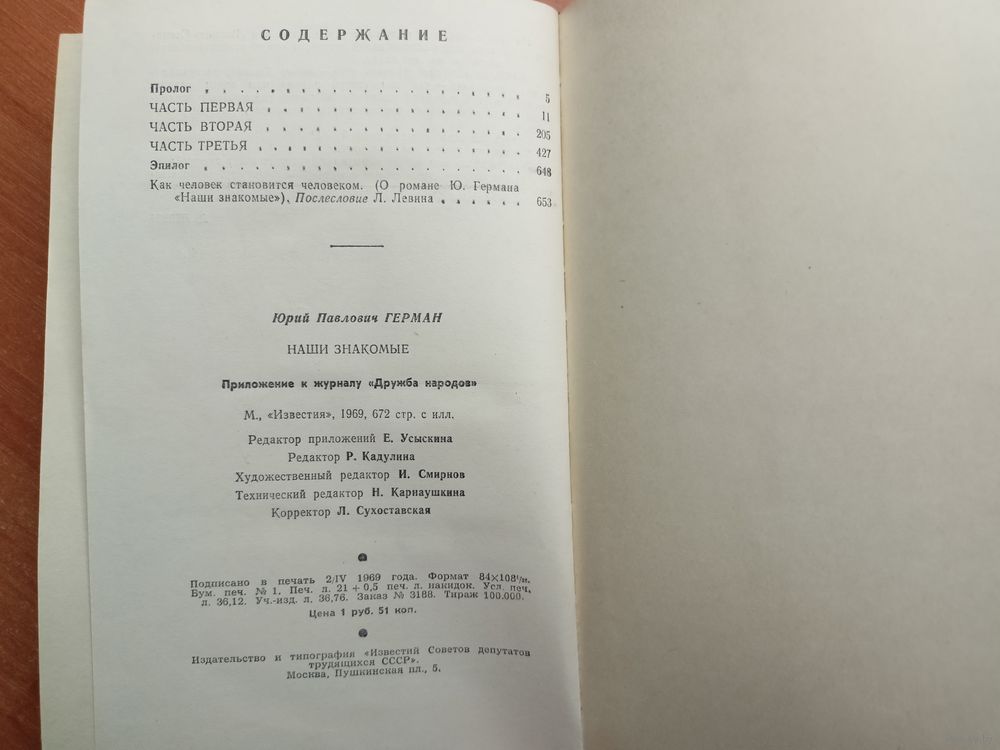 СОДЕРЖАНИЕ
Пролог . . . . . . . . . . . . . . . 5
ЧАСТЬ ПЕРВАЯ . . . . . . . . . . . . 11
ЧАСТЬ ВТОРАЯ . . . . . . . . . . . . 205
ЧАСТЬ ТРЕТЬЯ . . . . . . . . . . . . 427
Эпилог . . . . . . . . . . . . . . . 648
Как человек становится человеком. (О романе Ю. Германа
«Наши знакомые»). Послесловие Л. Левина . . . . 653
Юрий Павлович ГЕРМАН
НАШИ ЗНАКОМЫЕ
Приложение к журналу «Дружба народов»
М., «Известия», 1969, 672 стр. с илл.
Редактор приложений Е. Усыскина
Редактор Р. Кадулина
Художественный редактор И. Смирнов
Технический редактор Н. Карнаушкина
Корректор Л. Сухоставская
Подписано в печать 2/IV 1969 года. Формат 84×108¹/₃₂.
Бум. печ. № 1. Печ. л. 21 + 0,5 печ. л. накидок. Усл. печ.
л. 36,12. Уч.-изд. л. 36,76. Заказ № 3188. Тираж 100.000.
Цена 1 руб. 51 коп.
Издательство и типография «Известий Советов депутатов
трудящихся СССР».
Москва, Пушкинская пл., 5.